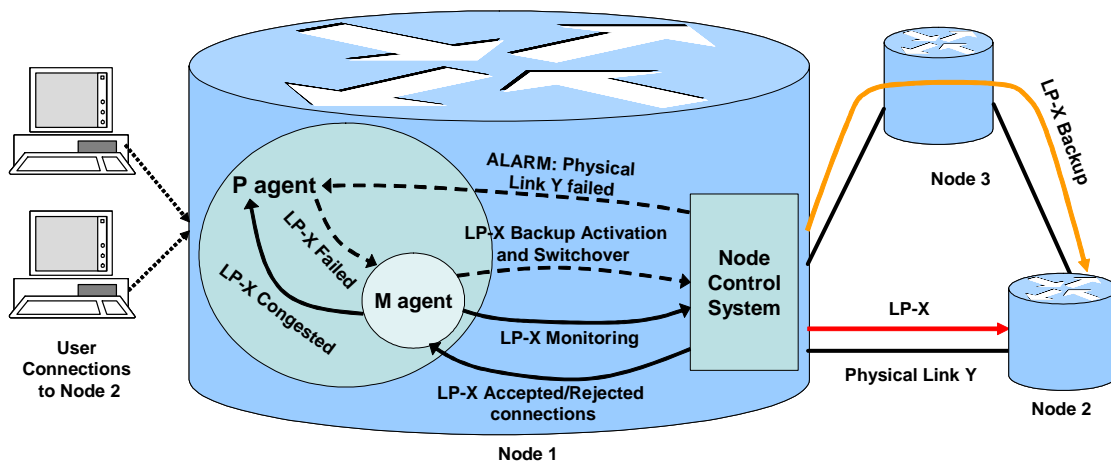 ALARM: Physical
Link Y failed
P agent
LP-X Failed
LP-X Backup Activation
and Switchover
Node
Control
System
M agent
LP-X Congested
LP-X Monitoring
LP-X Accepted/Rejected
connections
User
Connections
to Node 2
Node 1
Node 3
LP-X Backup
LP-X
Physical Link Y
Node 2